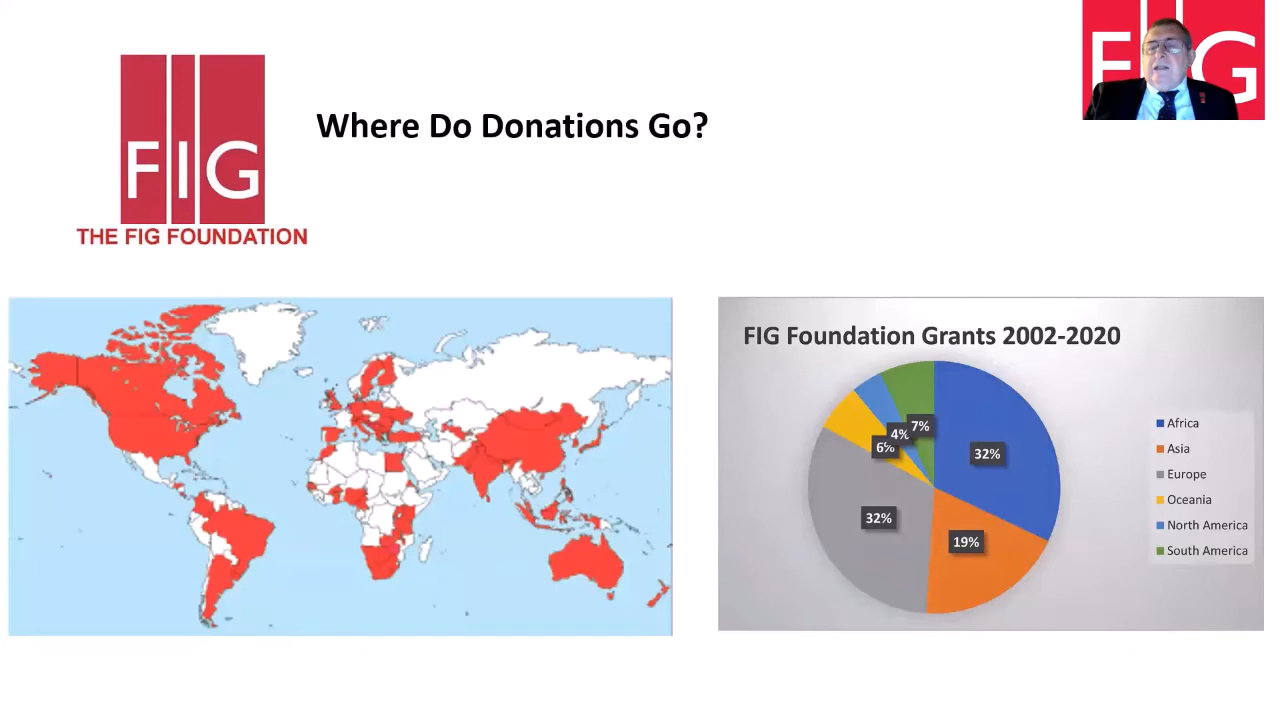 FIG
THE FIG FOUNDATION
Where Do Donations Go?
FIG
FIG Foundation Grants 2002-2020
7%
4%
6%
32%
32%
19%
Africa
Asia
Europe
Oceania
North America
South America